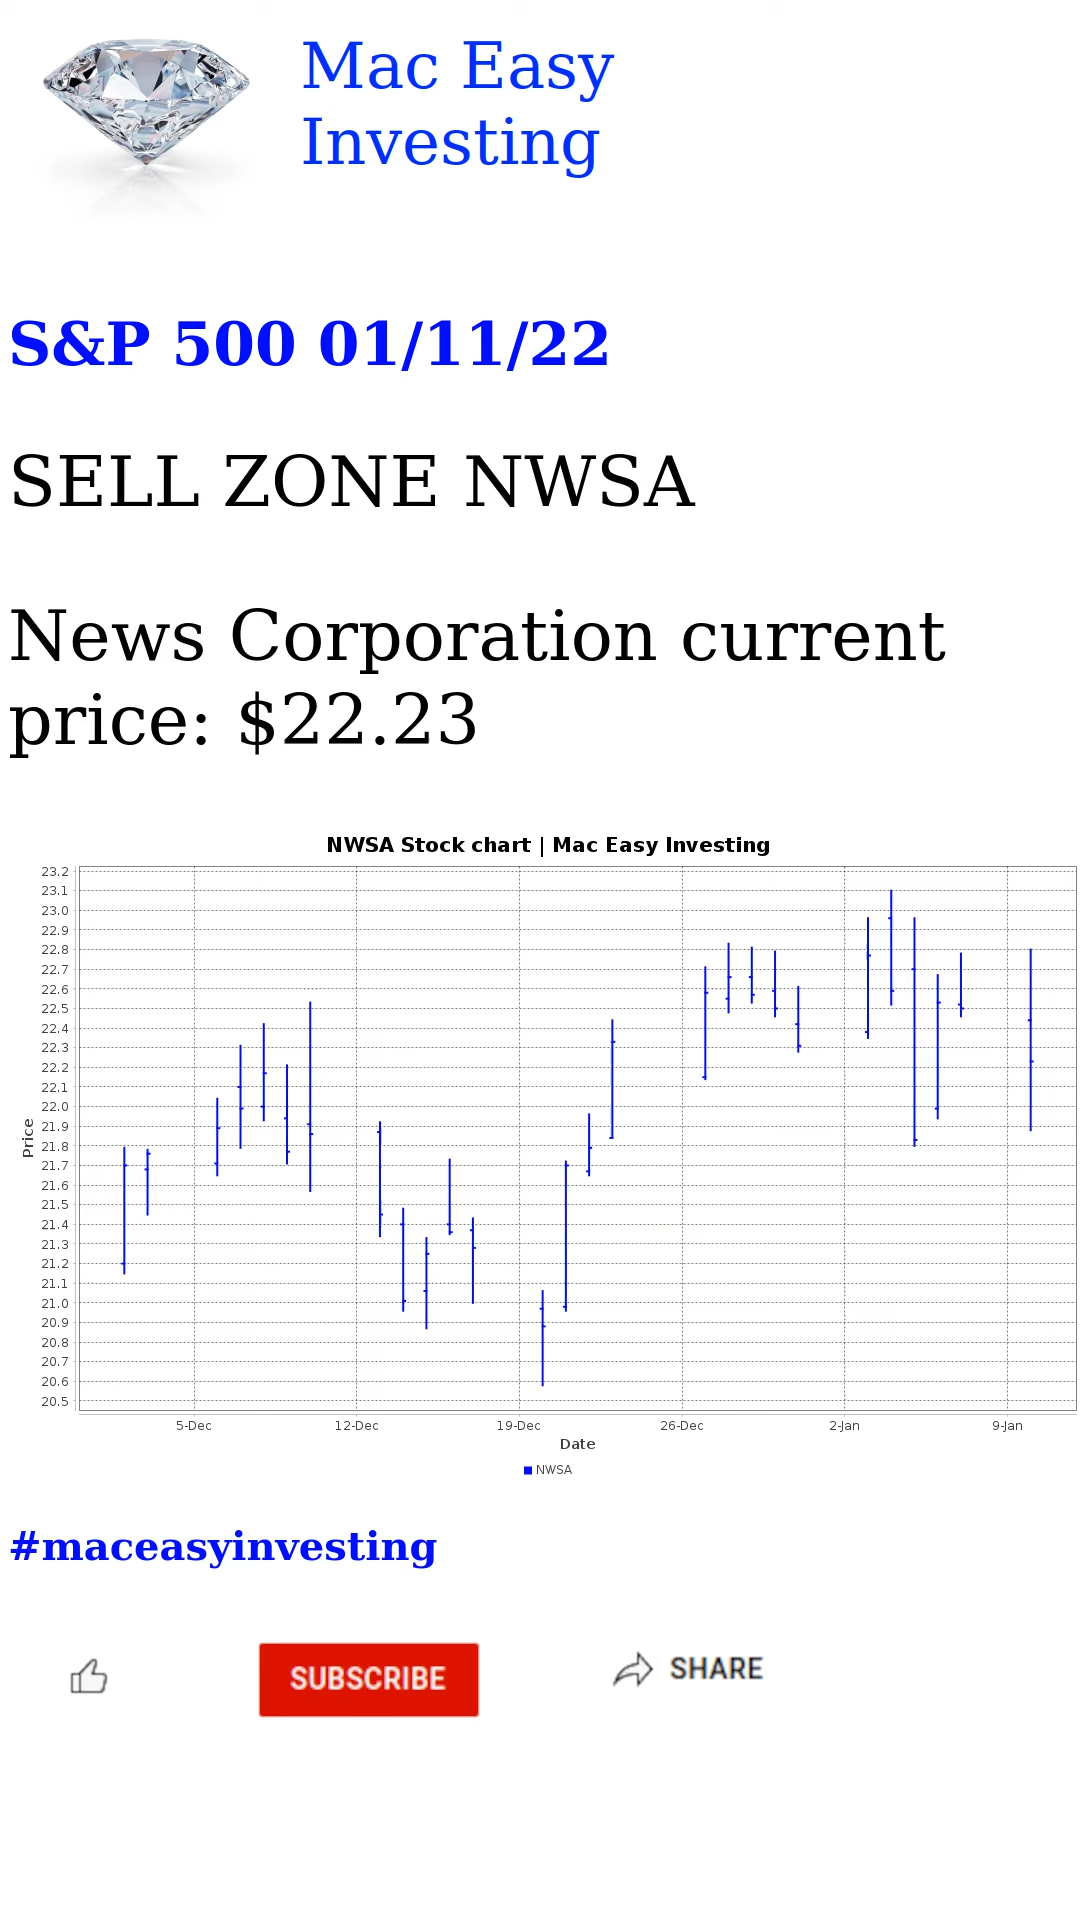 Mac Easy
Investing
S&P 500 01/11/22
SELL ZONE NWSA
News Corporation current
price: $22.23
NWSA Stock chart | Mac Easy Investing
23.2
23.1
23.0
22.9
22.8
22.7
22.6
22.5
22.4
22.3
22.2
22.1
22.0
21.9
21.8
21.7
21.6
21.5
21.4
21.3
21.2
21.1
21.0
20.9
20.8
20.7
20.6
20.5
Price
5-Dec 12-Dec 19-Dec 26-Dec 2-Jan 9-Jan
Date
NWSA
#maceasyinvesting
SUBSCRIBE SHARE